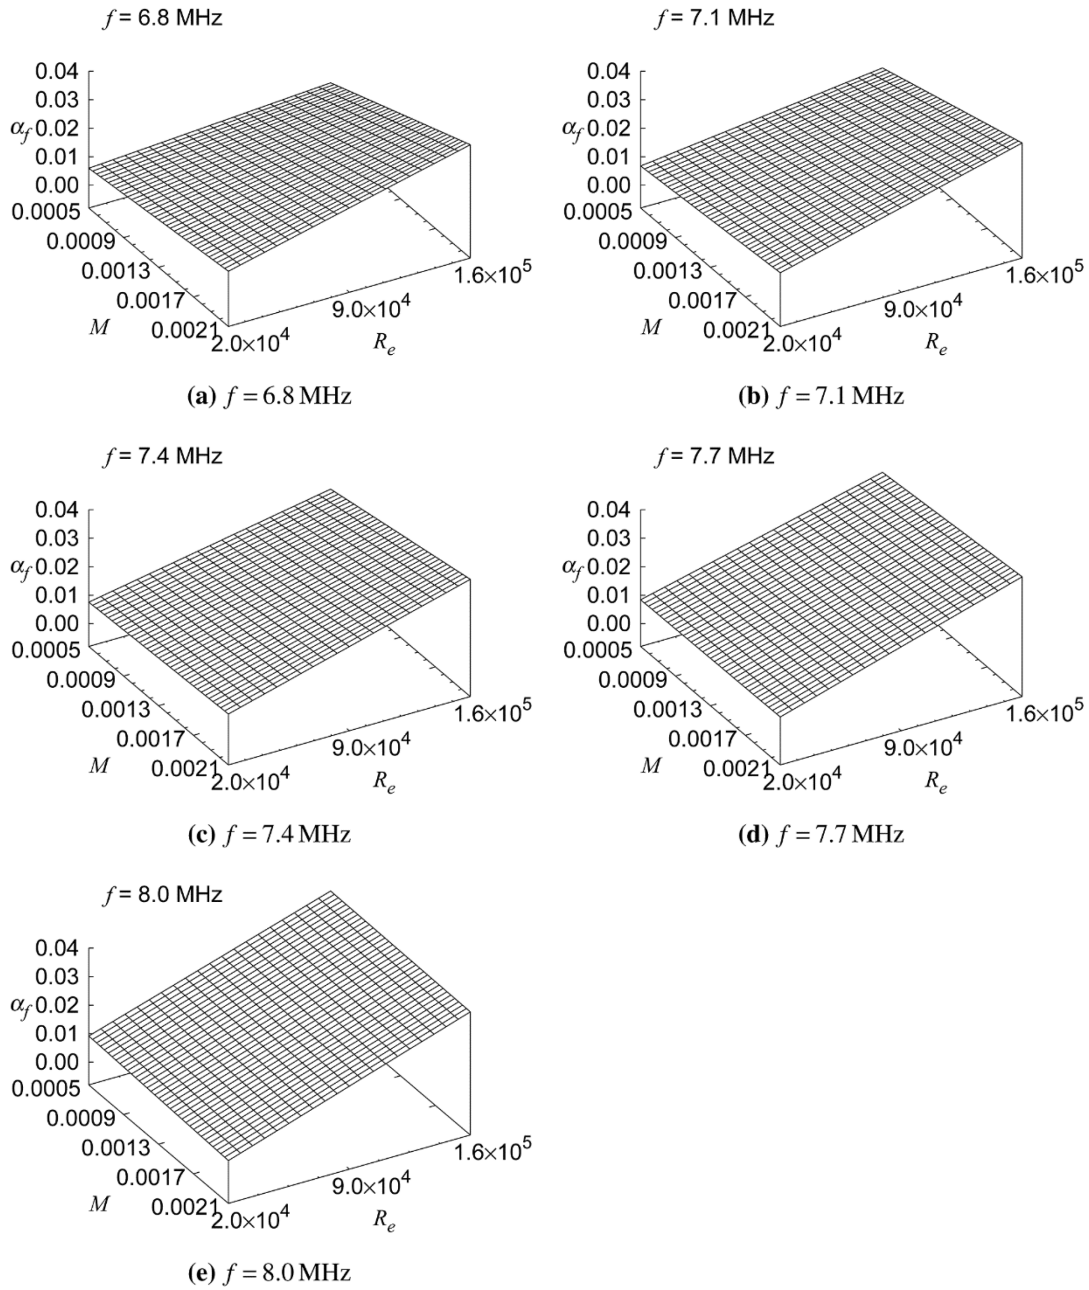 f = 6.8 MHz
0.04
0.03
α_f 0.02
0.01
0.00
0.0005
0.0009
0.0013
0.0017
0.0021
M
2.0×10^4
9.0×10^4
1.6×10^5
R_e
(a) f = 6.8 MHz
f = 7.1 MHz
0.04
0.03
α_f 0.02
0.01
0.00
0.0005
0.0009
0.0013
0.0017
0.0021
M
2.0×10^4
9.0×10^4
1.6×10^5
R_e
(b) f = 7.1 MHz
f = 7.4 MHz
0.04
0.03
α_f 0.02
0.01
0.00
0.0005
0.0009
0.0013
0.0017
0.0021
M
2.0×10^4
9.0×10^4
1.6×10^5
R_e
(c) f = 7.4 MHz
f = 7.7 MHz
0.04
0.03
α_f 0.02
0.01
0.00
0.0005
0.0009
0.0013
0.0017
0.0021
M
2.0×10^4
9.0×10^4
1.6×10^5
R_e
(d) f = 7.7 MHz
f = 8.0 MHz
0.04
0.03
α_f 0.02
0.01
0.00
0.0005
0.0009
0.0013
0.0017
0.0021
M
2.0×10^4
9.0×10^4
1.6×10^5
R_e
(e) f = 8.0 MHz